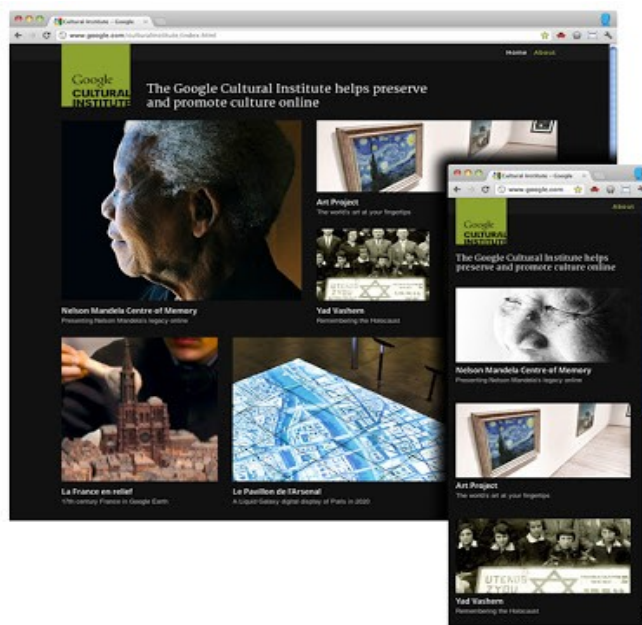 Cultural Institute – Google
www.google.com/culturalinstitute/index.html
Home About
Google
CULTURAL
INSTITUTE
The Google Cultural Institute helps preserve
and promote culture online
Nelson Mandela Centre of Memory
Presenting Nelson Mandela's legacy online
Art Project
The world's art at your fingertips
Yad Vashem
Remembering the Holocaust
La France en relief
17th century France in Google Earth
Le Pavillon de l'Arsenal
A Liquid Galaxy digital display of Paris in 2020
Cultural Institute – Google
www.google.com
About
Google
CULTURAL
INSTITUTE
The Google Cultural Institute helps
preserve and promote culture online
Nelson Mandela Centre of Memory
Presenting Nelson Mandela's legacy online
Art Project
The world's art at your fingertips
UTENUS
ZYDU
Yad Vashem
Remembering the Holocaust